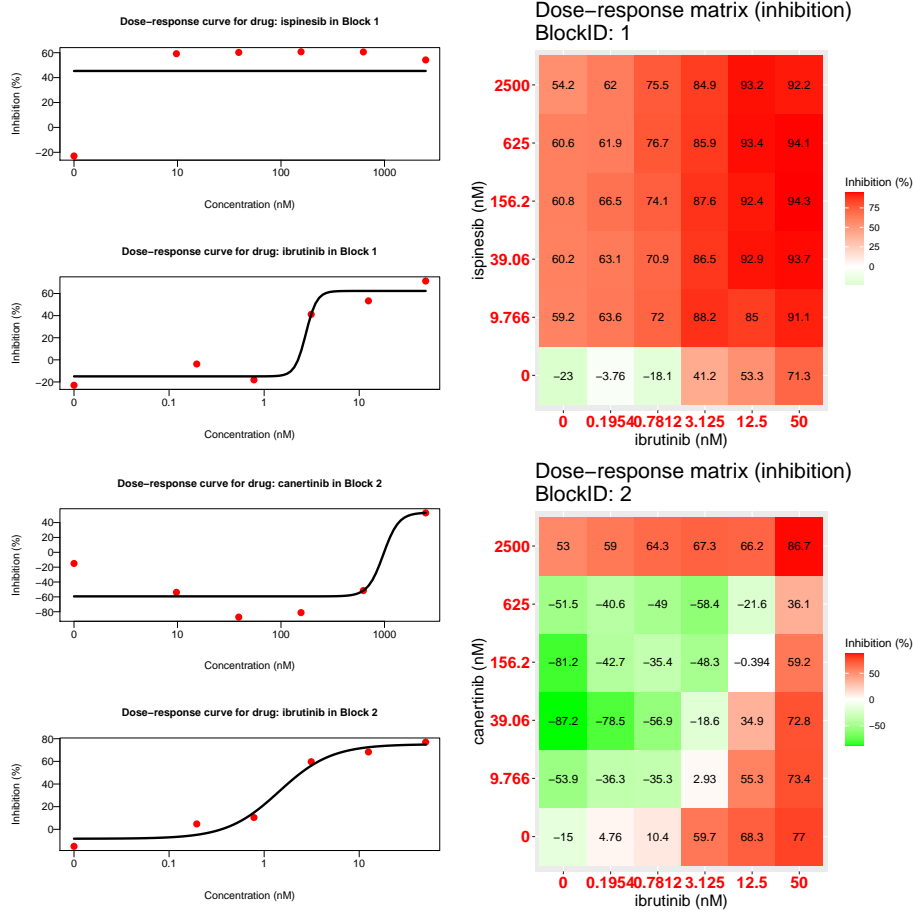 Dose−response curve for drug: ispinesib in Block 1
Inhibition (%)
60
40
20
0
−20
0 10 100 1000
Concentration (nM)
Dose−response curve for drug: ibrutinib in Block 1
Inhibition (%)
60
40
20
0
−20
0 0.1 1 10
Concentration (nM)
Dose−response matrix (inhibition)
BlockID: 1
ispinesib (nM)
2500 54.2 62 75.5 84.9 93.2 92.2
625 60.6 61.9 76.7 85.9 93.4 94.1
156.2 60.8 66.5 74.1 87.6 92.4 94.3
39.06 60.2 63.1 70.9 86.5 92.9 93.7
9.766 59.2 63.6 72 88.2 85 91.1
0 −23 −3.76 −18.1 41.2 53.3 71.3
0 0.1954 0.7812 3.125 12.5 50
ibrutinib (nM)
Inhibition (%)
75
50
25
0
Dose−response curve for drug: canertinib in Block 2
Inhibition (%)
40
20
0
−20
−40
−60
−80
0 10 100 1000
Concentration (nM)
Dose−response curve for drug: ibrutinib in Block 2
Inhibition (%)
80
60
40
20
0
0 0.1 1 10
Concentration (nM)
Dose−response matrix (inhibition)
BlockID: 2
canertinib (nM)
2500 53 59 64.3 67.3 66.2 86.7
625 −51.5 −40.6 −49 −58.4 −21.6 36.1
156.2 −81.2 −42.7 −35.4 −48.3 −0.394 59.2
39.06 −87.2 −78.5 −56.9 −18.6 34.9 72.8
9.766 −53.9 −36.3 −35.3 2.93 55.3 73.4
0 −15 4.76 10.4 59.7 68.3 77
0 0.1954 0.7812 3.125 12.5 50
ibrutinib (nM)
Inhibition (%)
50
0
−50